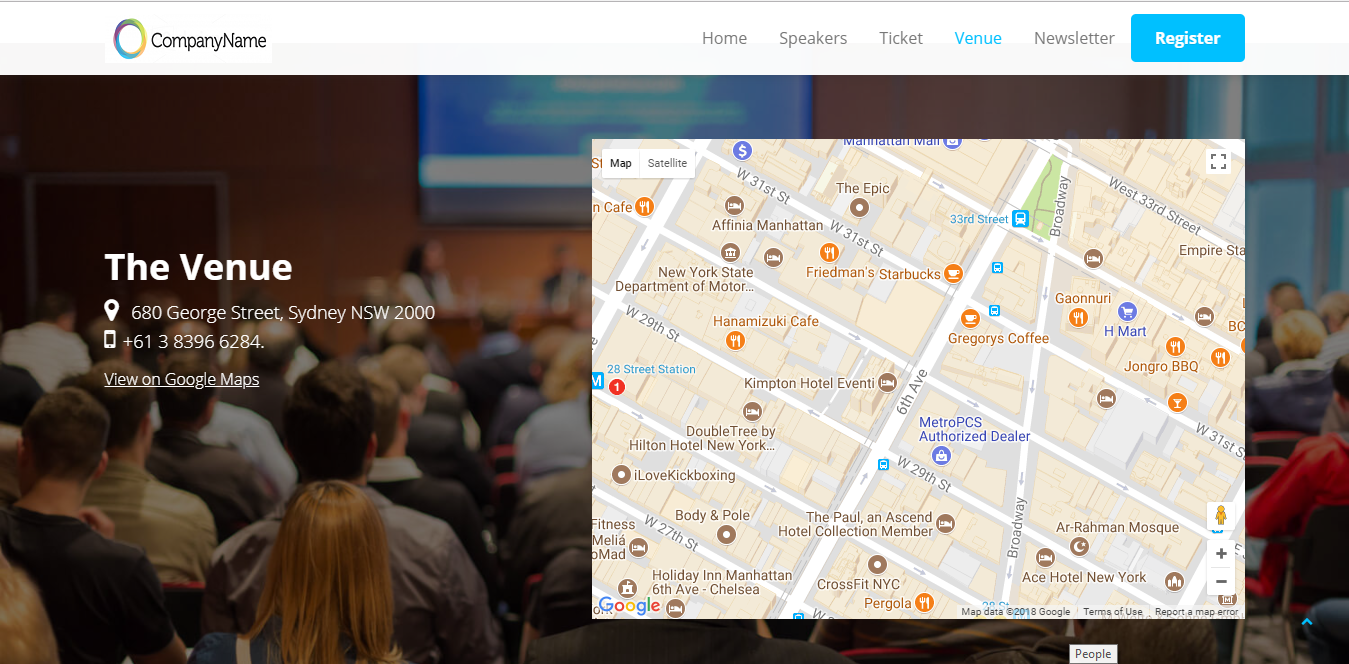 CompanyName
Home
Speakers
Ticket
Venue
Newsletter
Register
The Venue
680 George Street, Sydney NSW 2000
+61 3 8396 6284.
View on Google Maps
Manhattan Mall
Map
Satellite
W 31st St
The Epic
West 33rd Street
Broadway
n Cafe
Affinia Manhattan
33rd Street
W 31st St
Empire Sta
New York State
Department of Motor...
Friedman's
Starbucks
Gaonnuri
W 29th St
Hanamizuki Cafe
H Mart
BC
Gregorys Coffee
Jongro BBQ
28 Street Station
M
1
Kimpton Hotel Eventi
6th Ave
DoubleTree by
Hilton Hotel New York...
MetroPCS
Authorized Dealer
W 31st St
W 29th St
iLoveKickboxing
Body & Pole
Fitness
Meliá
oMad
W 27th St
The Paul, an Ascend
Hotel Collection Member
Broadway
Ar-Rahman Mosque
Holiday Inn Manhattan
6th Ave - Chelsea
CrossFit NYC
Ace Hotel New York
Pergola
Google
Map data ©2018 Google
Terms of Use
Report a map error
People